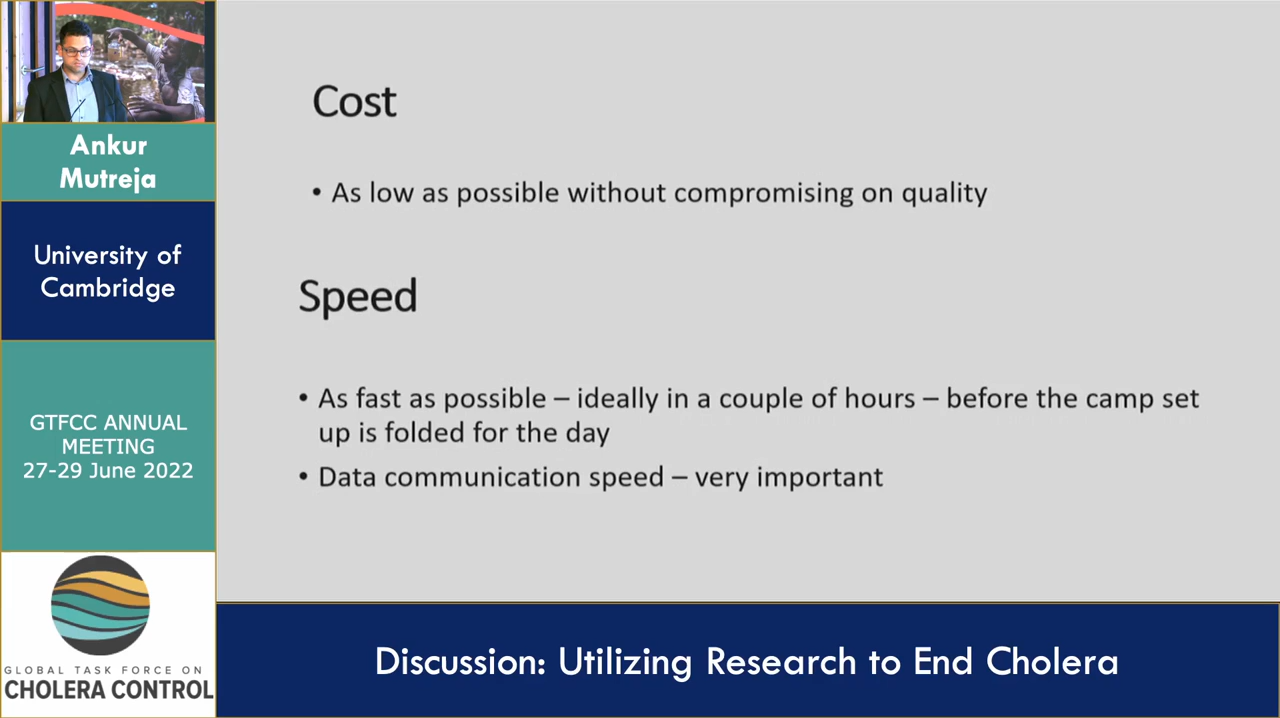 Ankur
Mutreja
University of
Cambridge
GTFCC ANNUAL
MEETING
27-29 June 2022
GLOBAL TASK FORCE ON
CHOLERA CONTROL
Cost
• As low as possible without compromising on quality
Speed
• As fast as possible – ideally in a couple of hours – before the camp set
up is folded for the day
• Data communication speed – very important
Discussion: Utilizing Research to End Cholera